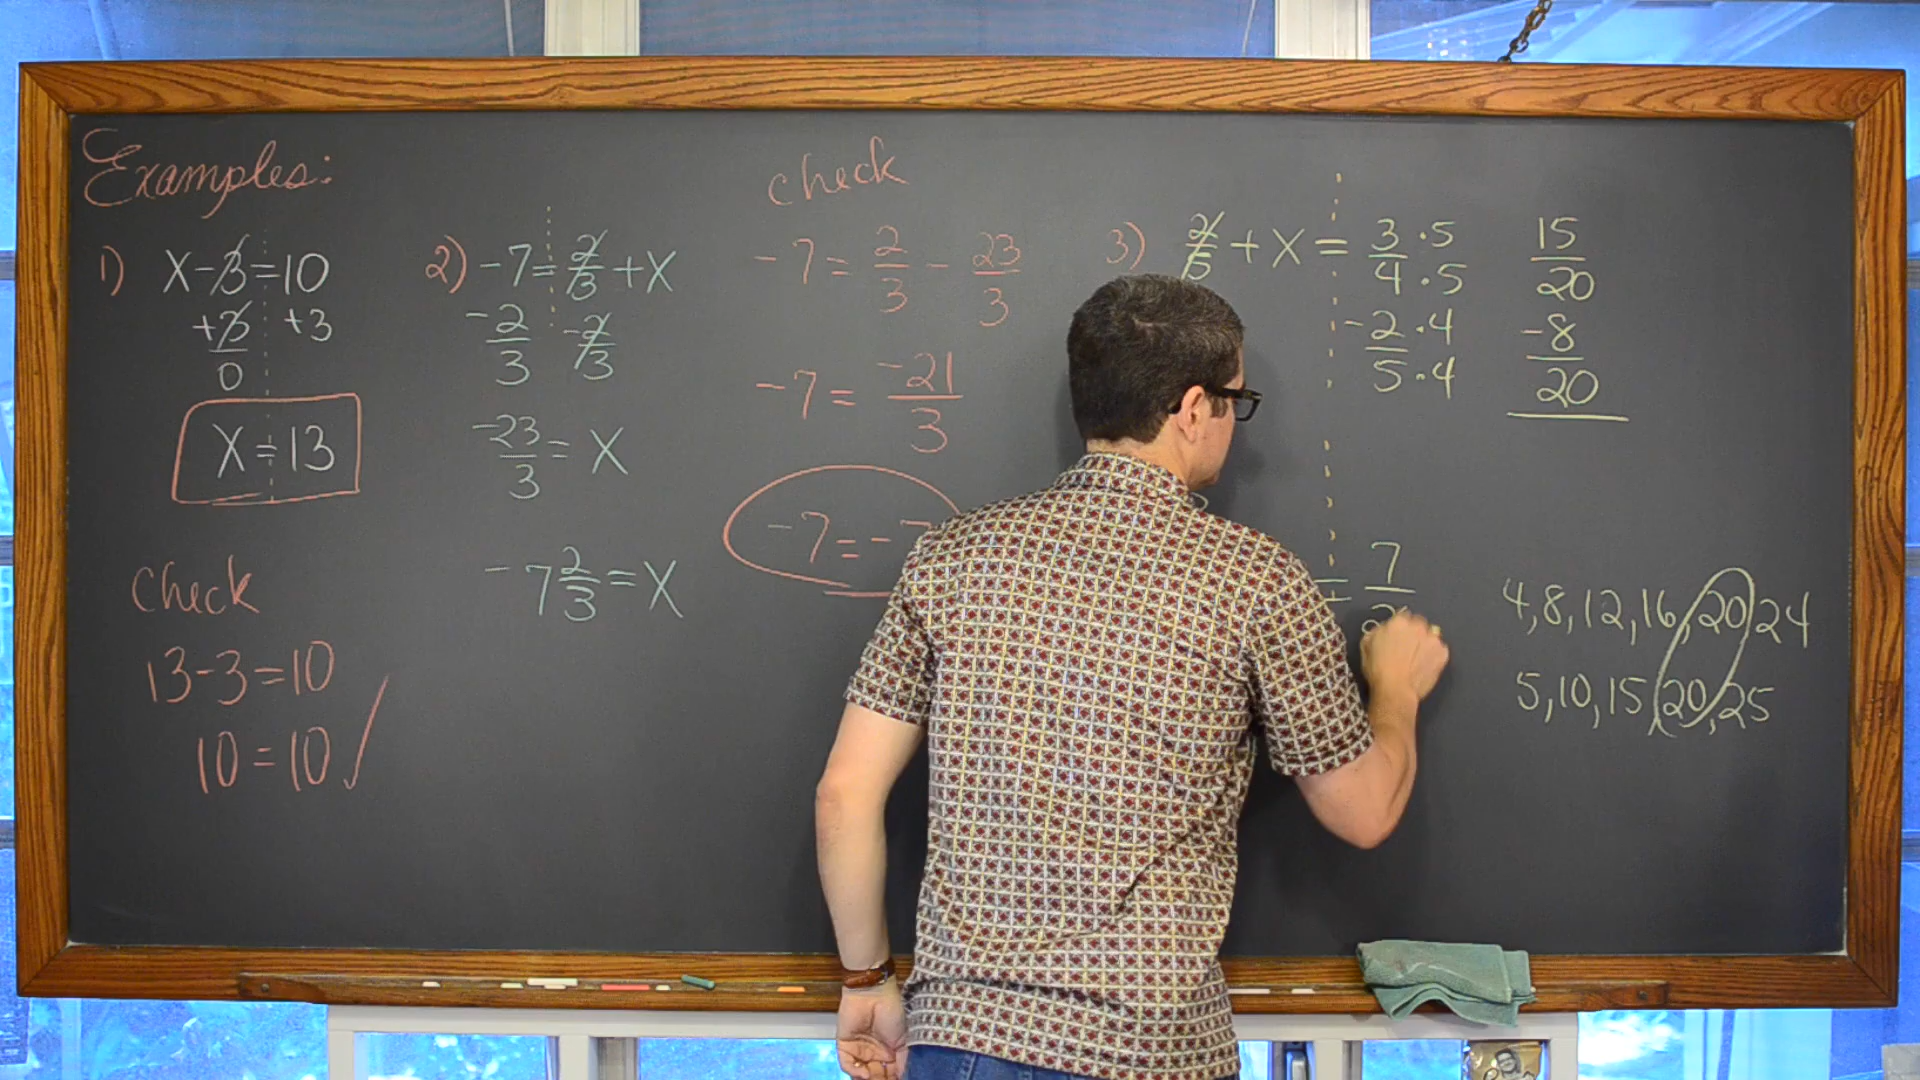 Examples:
1) X-3=10
+3 +3
0
X=13
check
13-3=10
10=10 ✓
2) -7=2/3+X
-2/3 -2/3
-23/3=X
-7 2/3=X
check
-7=2/3-23/3
-7=-21/3
-7=-7
3) 2/5+X=3·5/4·5 15/20
-2·4/5·4 -8/20
=7/
4,8,12,16,20,24
5,10,15,20,25